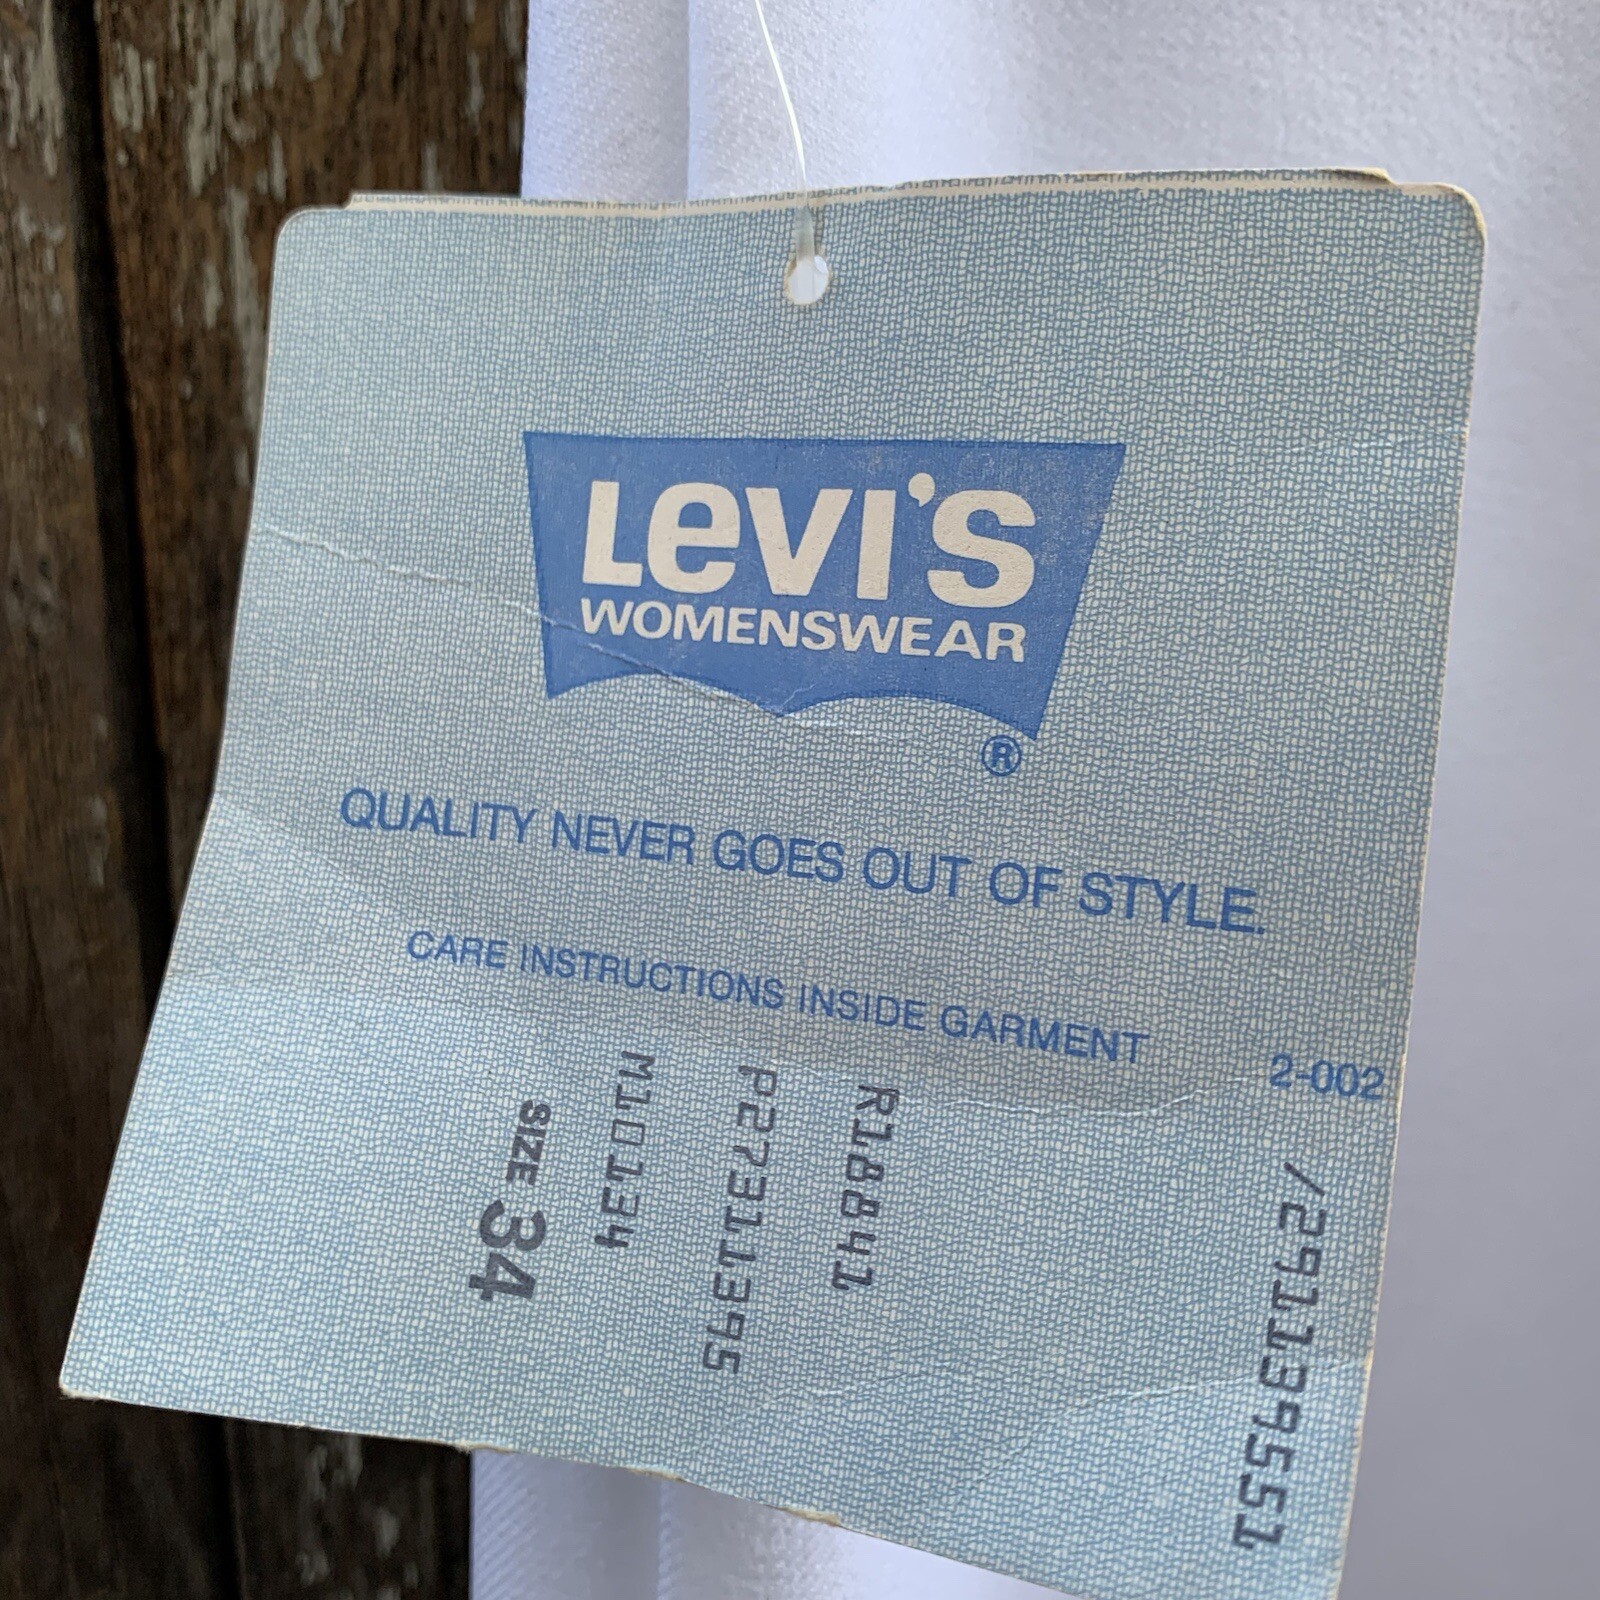 Levi's
WOMENSWEAR
®
QUALITY NEVER GOES OUT OF STYLE.
CARE INSTRUCTIONS INSIDE GARMENT
2-002
/2911139551
R18841
P27311395
M10134
SIZE 34